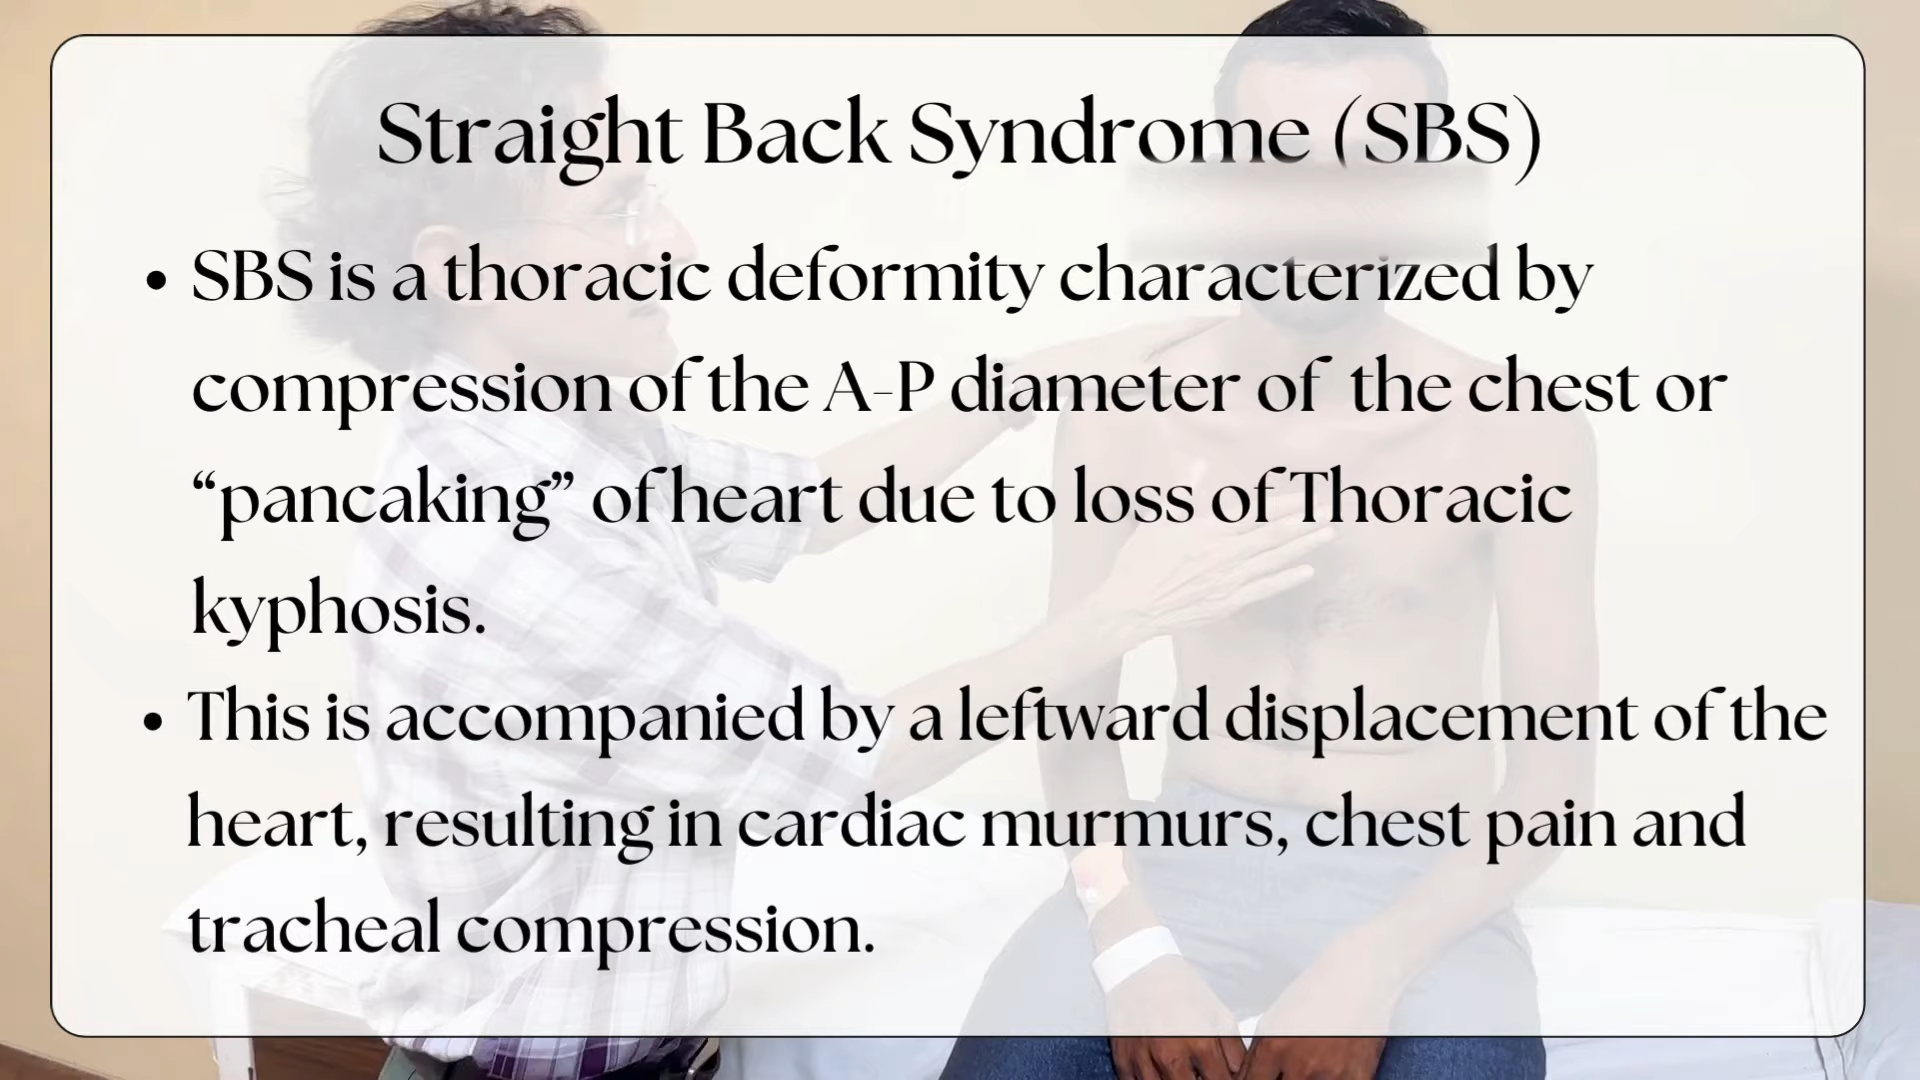 Straight Back Syndrome (SBS)
• SBS is a thoracic deformity characterized by
compression of the A-P diameter of the chest or
“pancaking” of heart due to loss of Thoracic
kyphosis.
• This is accompanied by a leftward displacement of the
heart, resulting in cardiac murmurs, chest pain and
tracheal compression.